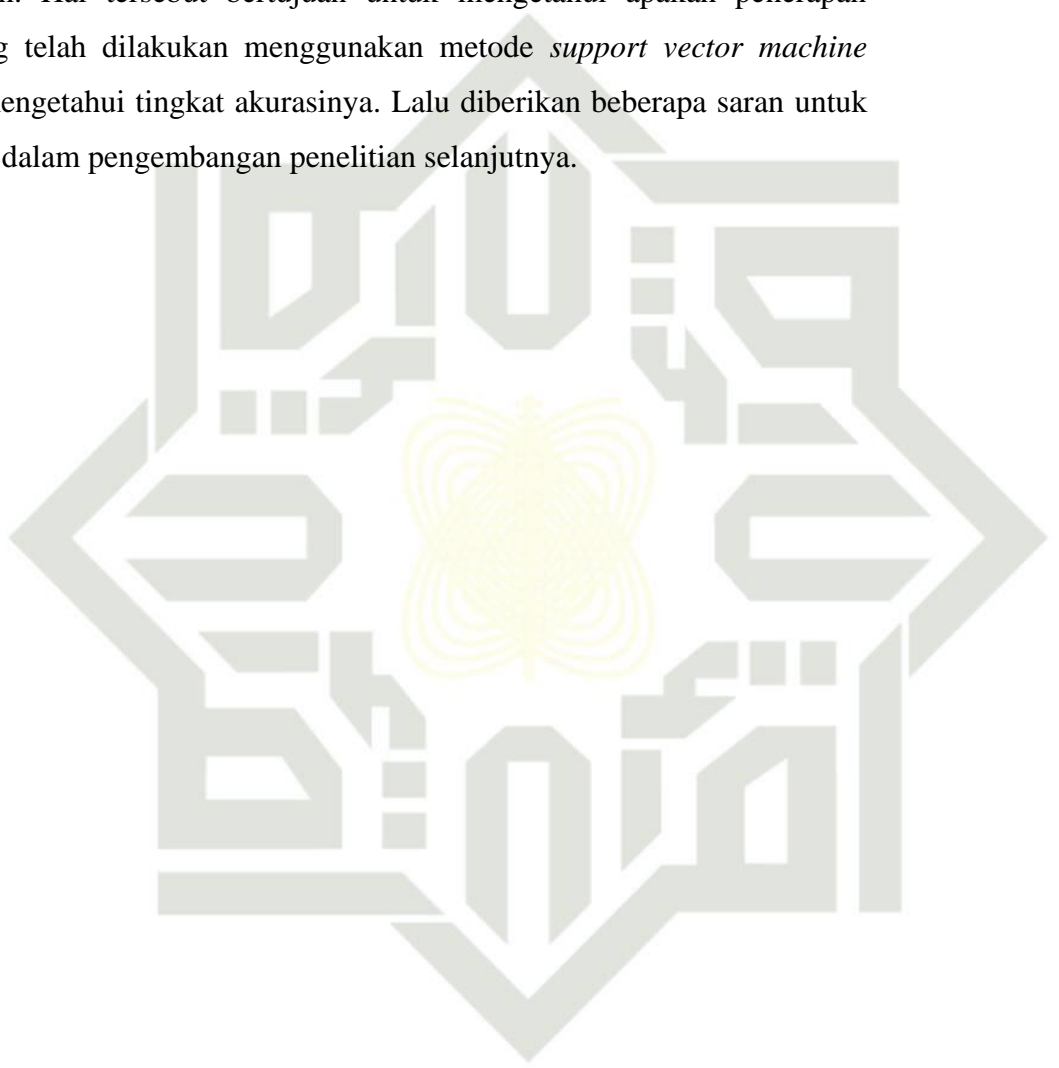 Hal tersebut bertujuan untuk mengetahui apakah penerapan
telah dilakukan menggunakan metode support vector machine
mengetahui tingkat akurasinya. Lalu diberikan beberapa saran untuk
dalam pengembangan penelitian selanjutnya.